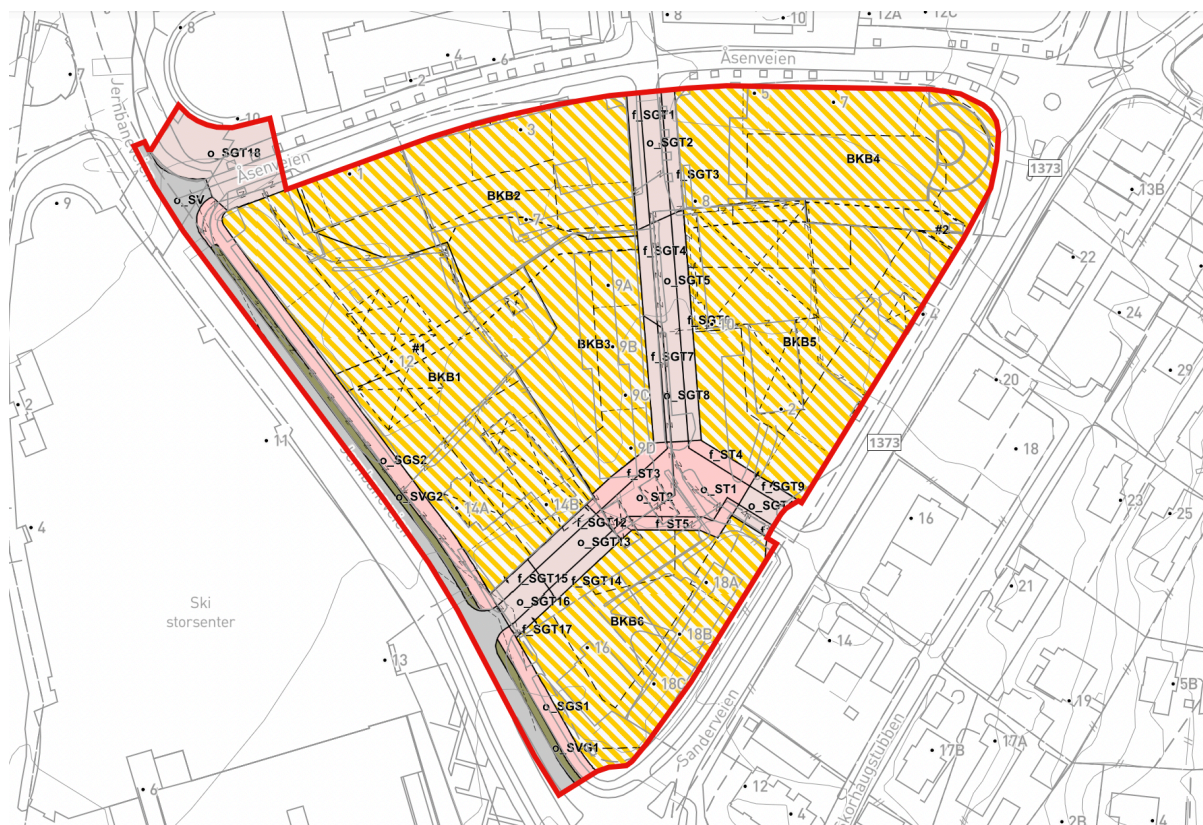 8
10
12A
12C
8
4
6
2
7
Åsenveien
10
5
7
f_SGT1
o_SGT2
3
o_SGT18
Åsenveien
1
f_SGT3
BKB4
1373
13B
BKB2
9
o_SV
7
8
#2
f_SGT4
22
o_SGT5
9A
24
4
#1
12
BKB1
BKB3
9B
f_SGT7
BKB5
29
20
9C
o_SGT8
2
2
11
9D
f_ST4
1373
18
o_SGS2
f_ST3
f_SGT9
o_SVG2
o_ST2
o_ST1
14A
14B
f_SGT12
f_ST5
16
23
25
4
o_SGT13
f_SGT15
f_SGT14
18A
21
Ski
storsenter
o_SGT16
BKB6
f_SGT17
18B
14
16
13
18C
5B
19
o_SGS1
Sanderveien
17B
17A
o_SVG1
Skorhaugstubben
6
12
4
2B
4